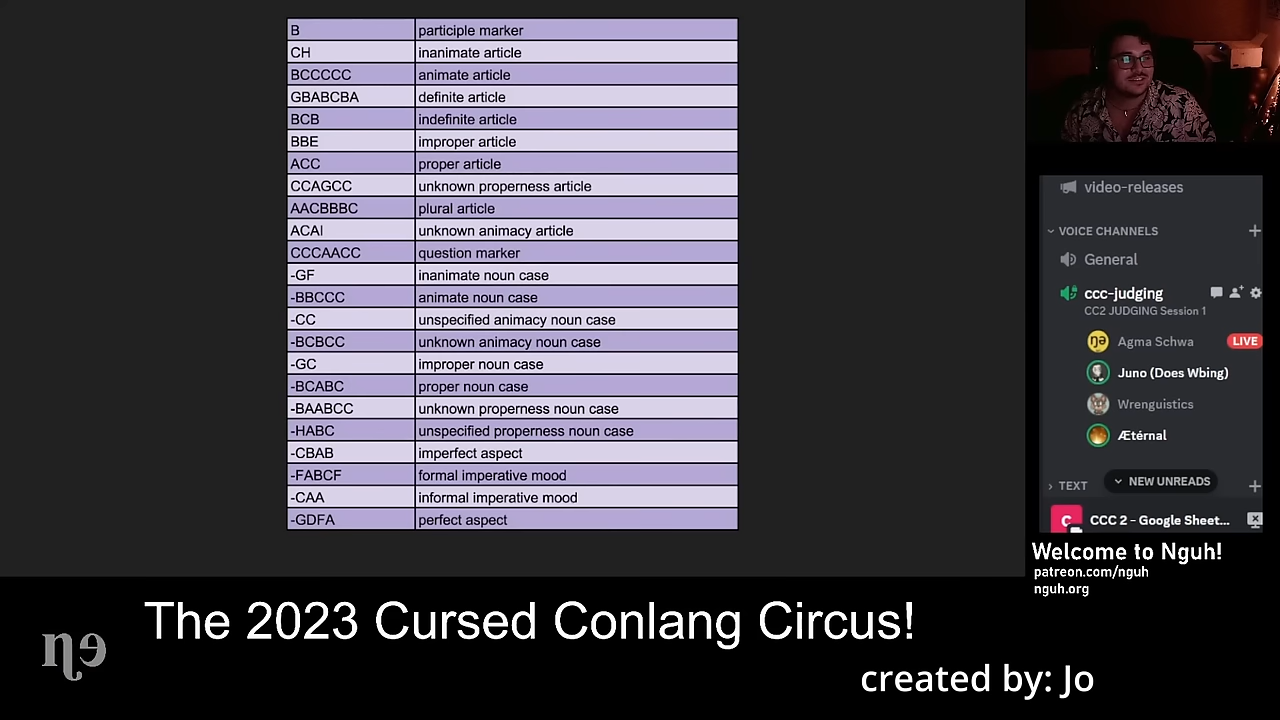 B participle marker
CH inanimate article
BCCCCC animate article
GBABCBA definite article
BCB indefinite article
BBE improper article
ACC proper article
CCAGCC unknown properness article
AACBBBC plural article
ACAI unknown animacy article
CCCAACC question marker
-GF inanimate noun case
-BBCCC animate noun case
-CC unspecified animacy noun case
-BCBCC unknown animacy noun case
-GC improper noun case
-BCABC proper noun case
-BAABCC unknown properness noun case
-HABC unspecified properness noun case
-CBAB imperfect aspect
-FABCF formal imperative mood
-CAA informal imperative mood
-GDFA perfect aspect
video-releases
VOICE CHANNELS
General
ccc-judging
CC2 JUDGING Session 1
ŋə Agma Schwa LIVE
Juno (Does Wbing)
Wrenguistics
Ætérnal
TEXT NEW UNREADS
C CCC 2 - Google Sheet...
Welcome to Nguh!
patreon.com/nguh
nguh.org
The 2023 Cursed Conlang Circus!
created by: Jo